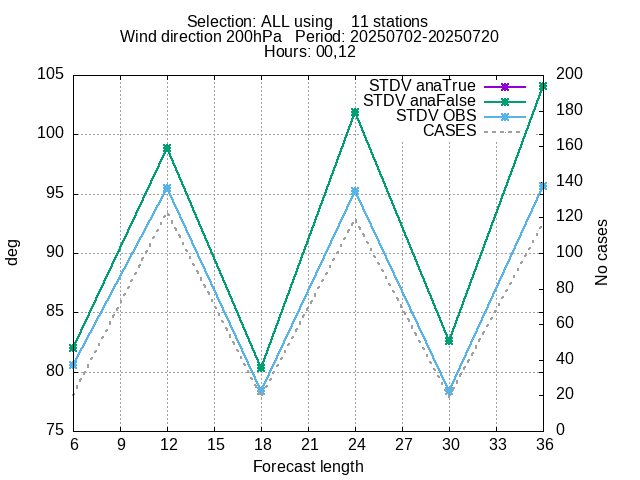 Selection: ALL using    11 stations
Wind direction 200hPa   Period: 20250702-20250720
Hours: 00,12
STDV anaTrue
STDV anaFalse
STDV OBS
CASES
105
100
95
90
85
80
75
200
180
160
140
120
100
80
60
40
20
0
deg
No cases
6 9 12 15 18 21 24 27 30 33 36
Forecast length